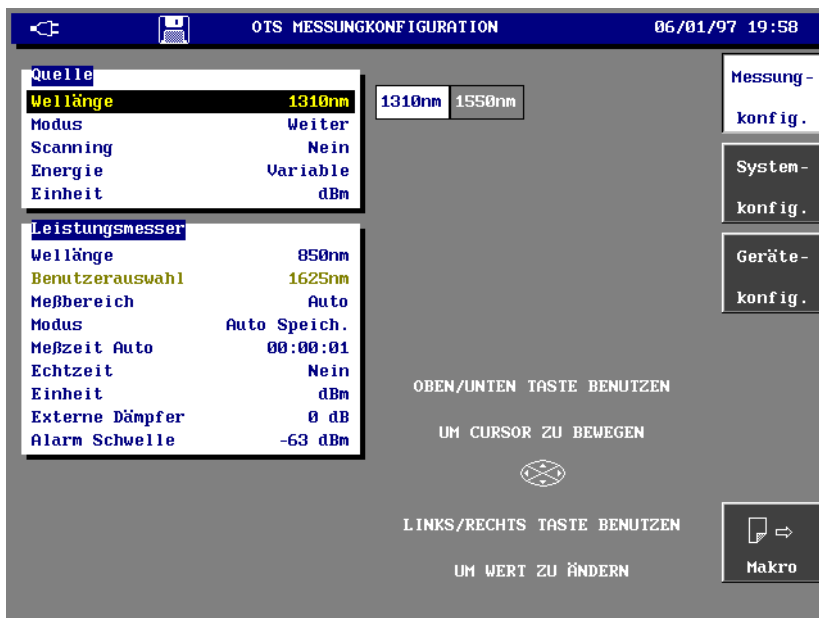 OTS MESSUNGKONFIGURATION 06/01/97 19:58
Quelle
Wellänge 1310nm
Modus Weiter
Scanning Nein
Energie Variable
Einheit dBm
1310nm 1550nm
Leistungsmesser
Wellänge 850nm
Benutzerauswahl 1625nm
Meßbereich Auto
Modus Auto Speich.
Meßzeit Auto 00:00:01
Echtzeit Nein
Einheit dBm
Externe Dämpfer 0 dB
Alarm Schwelle -63 dBm
OBEN/UNTEN TASTE BENUTZEN
UM CURSOR ZU BEWEGEN
LINKS/RECHTS TASTE BENUTZEN
UM WERT ZU ÄNDERN
Messung-
konfig.
System-
konfig.
Geräte-
konfig.
Makro